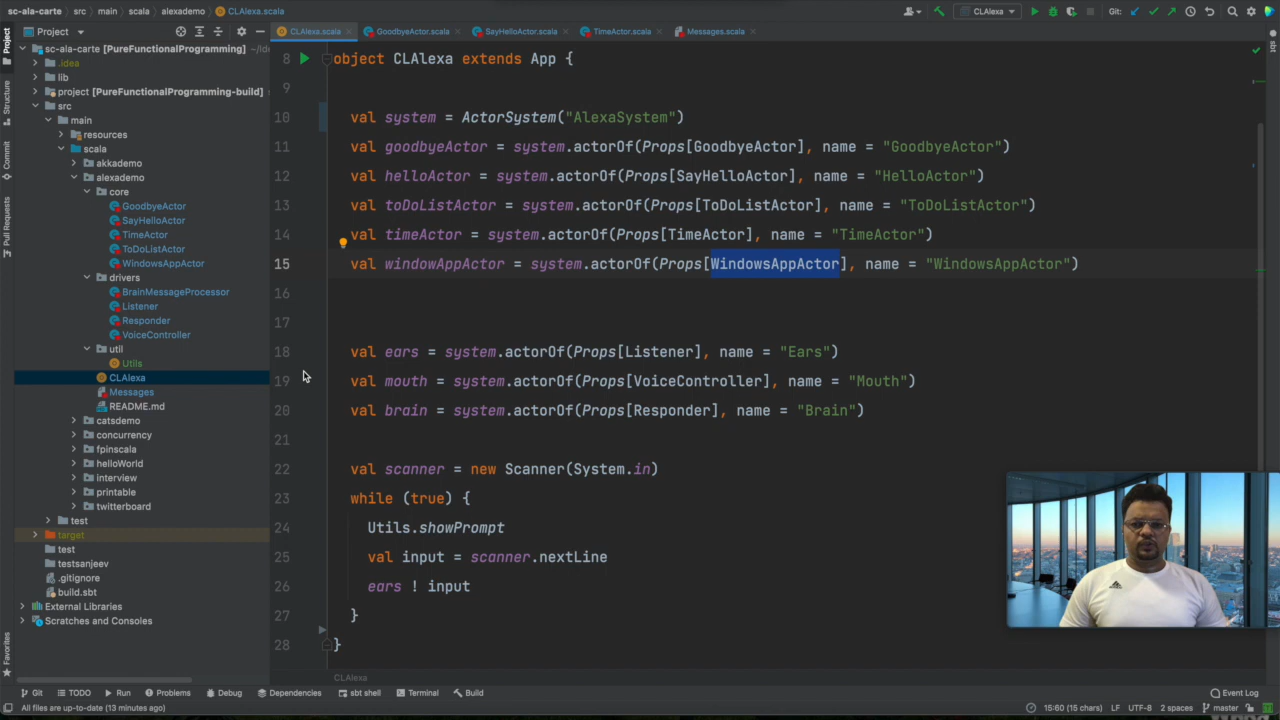 sc-ala-carte
src
main
scala
alexademo
CLAlexa.scala
CLAlexa
Git:
Project
CLAlexa.scala
GoodbyeActor.scala
SayHelloActor.scala
TimeActor.scala
Messages.scala
Project
Structure
Commit
Pull Requests
Favorites
sbt
sc-ala-carte [PureFunctionalProgramming]
.idea
lib
project [PureFunctionalProgramming-build]
src
main
resources
scala
akkademo
alexademo
core
GoodbyeActor
SayHelloActor
TimeActor
ToDoListActor
WindowsAppActor
drivers
BrainMessageProcessor
Listener
Responder
VoiceController
util
Utils
CLAlexa
Messages
README.md
catsdemo
concurrency
fpinscala
helloWorld
interview
printable
twitterboard
test
target
test
testsanjeev
.gitignore
build.sbt
External Libraries
Scratches and Consoles
8 object CLAlexa extends App {
9
10 val system = ActorSystem("AlexaSystem")
11 val goodbyeActor = system.actorOf(Props[GoodbyeActor], name = "GoodbyeActor")
12 val helloActor = system.actorOf(Props[SayHelloActor], name = "HelloActor")
13 val toDoListActor = system.actorOf(Props[ToDoListActor], name = "ToDoListActor")
14 val timeActor = system.actorOf(Props[TimeActor], name = "TimeActor")
15 val windowAppActor = system.actorOf(Props[WindowsAppActor], name = "WindowsAppActor")
16
17
18 val ears = system.actorOf(Props[Listener], name = "Ears")
19 val mouth = system.actorOf(Props[VoiceController], name = "Mouth")
20 val brain = system.actorOf(Props[Responder], name = "Brain")
21
22 val scanner = new Scanner(System.in)
23 while (true) {
24 Utils.showPrompt
25 val input = scanner.nextLine
26 ears ! input
27 }
28 }
CLAlexa
Git
TODO
Run
Problems
Debug
Dependencies
sbt shell
Terminal
Build
Event Log
All files are up-to-date (13 minutes ago)
15:60 (15 chars)
LF
UTF-8
2 spaces
master